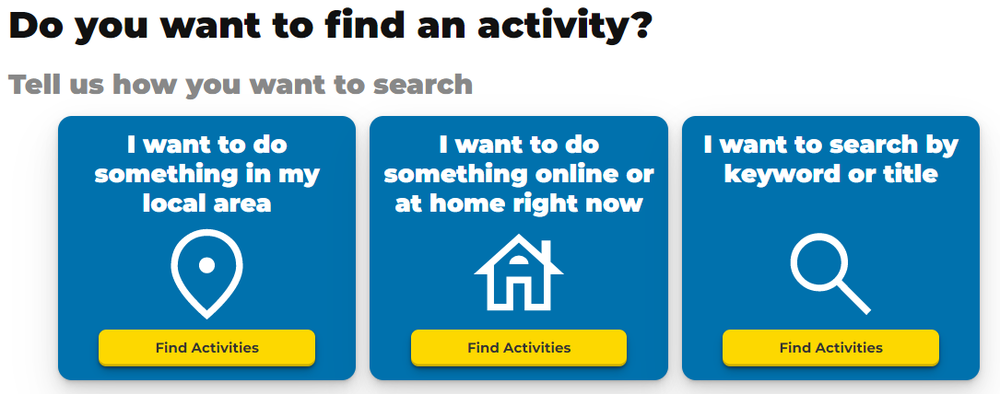 Do you want to find an activity?
Tell us how you want to search
I want to do
something in my
local area
Find Activities
I want to do
something online or
at home right now
Find Activities
I want to search by
keyword or title
Find Activities